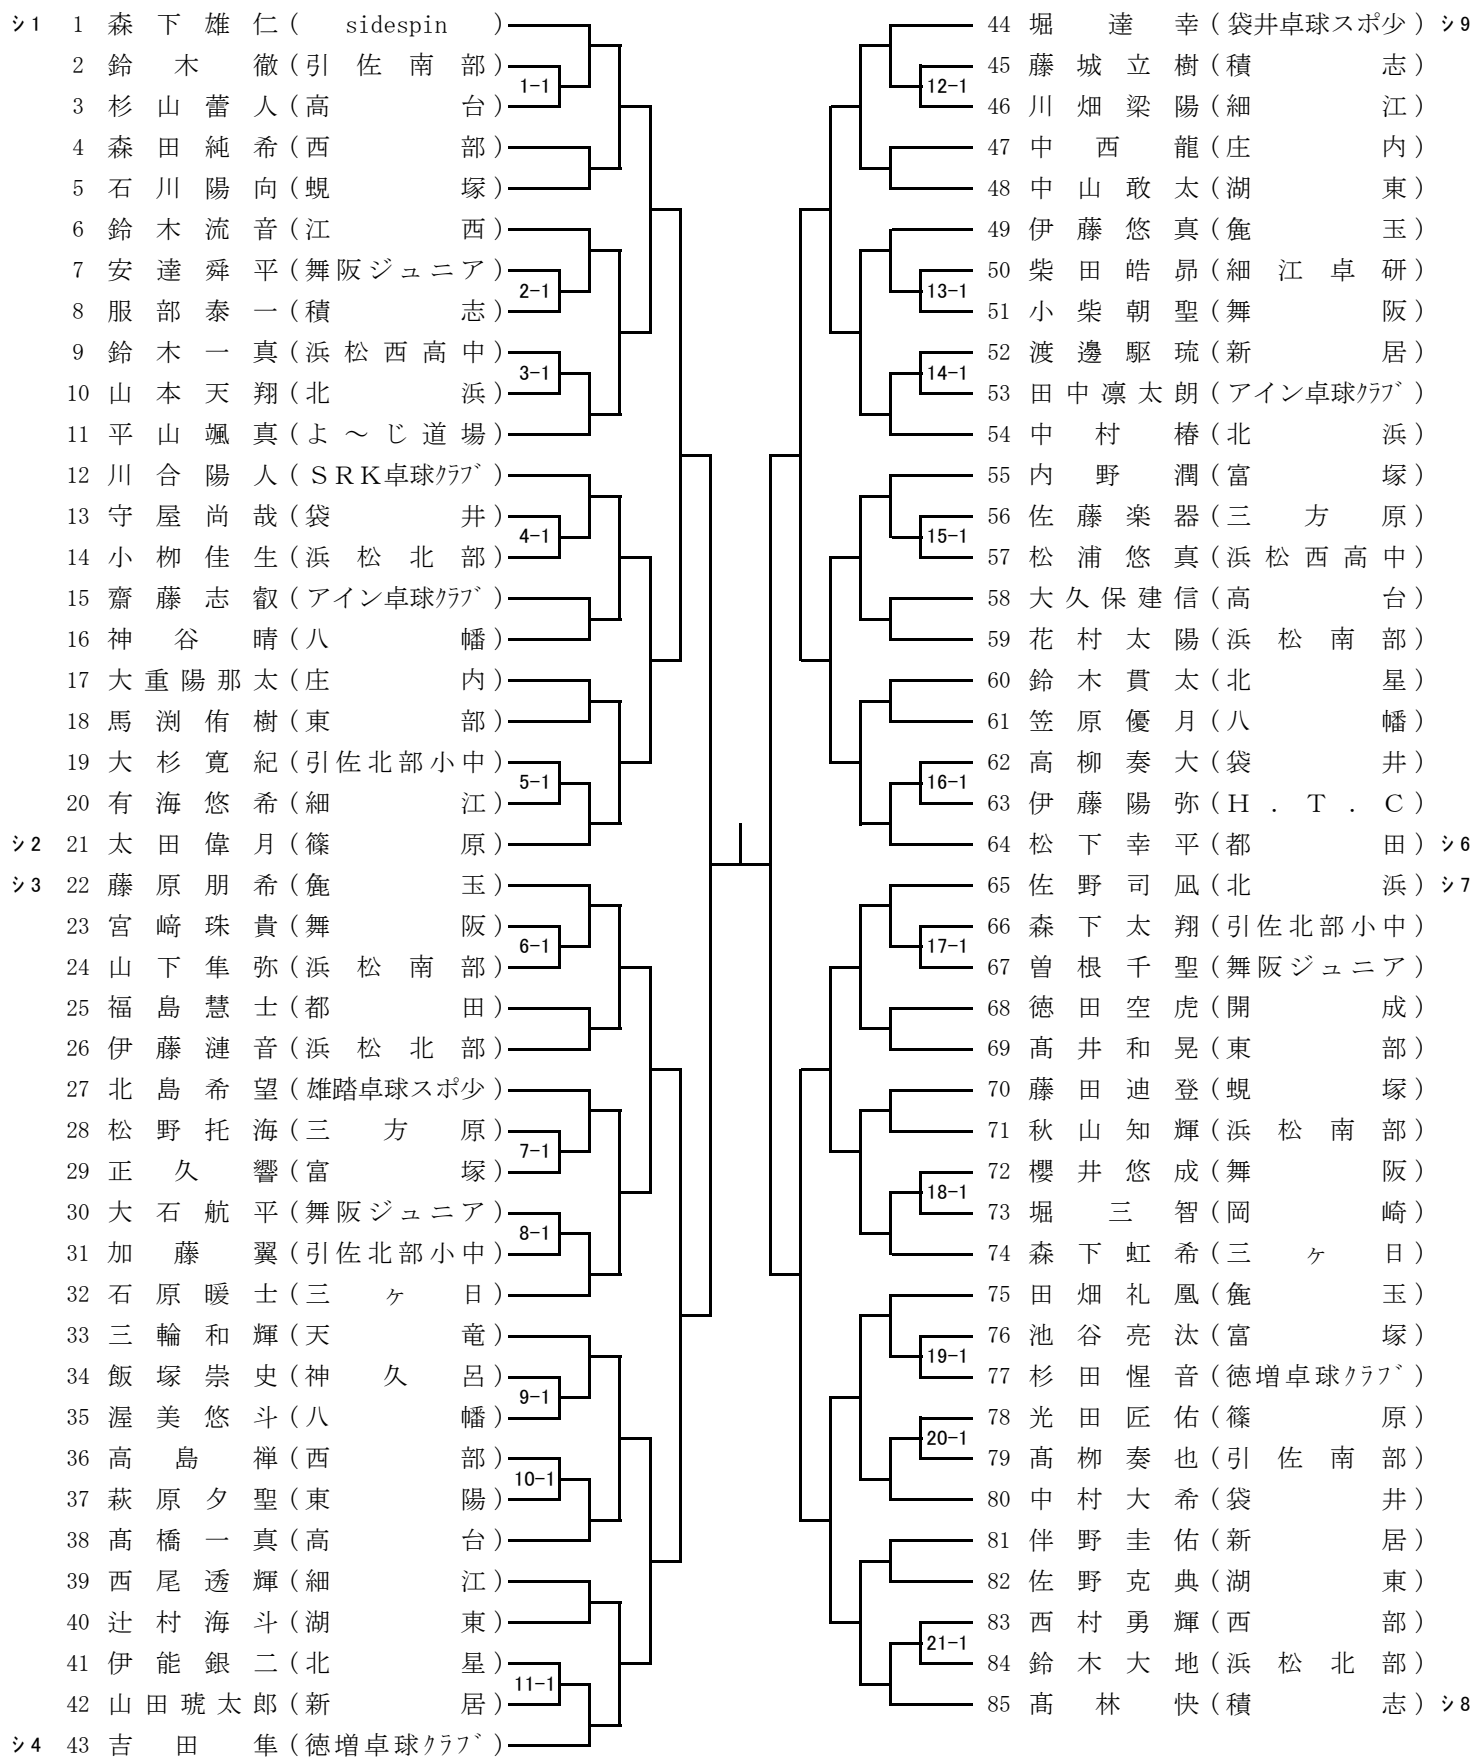 シ1 1 森下雄仁( sidespin )
2 鈴木徹(引佐南部)
1-1
3 杉山蕾人(高台)
4 森田純希(西部)
5 石川陽向(蜆塚)
6 鈴木流音(江西)
7 安達舜平(舞阪ジュニア)
2-1
8 服部泰一(積志)
9 鈴木一真(浜松西高中)
3-1
10 山本天翔(北浜)
11 平山颯真(よ～じ道場)
12 川合陽人(SRK卓球ｸﾗﾌﾞ)
13 守屋尚哉(袋井)
4-1
14 小栁佳生(浜松北部)
15 齋藤志叡(アイン卓球ｸﾗﾌﾞ)
16 神谷晴(八幡)
17 大重陽那太(庄内)
18 馬渕侑樹(東部)
19 大杉寛紀(引佐北部小中)
5-1
20 有海悠希(細江)
シ2 21 太田偉月(篠原)
シ3 22 藤原朋希(麁玉)
23 宮﨑珠貴(舞阪)
6-1
24 山下隼弥(浜松南部)
25 福島慧士(都田)
26 伊藤漣音(浜松北部)
27 北島希望(雄踏卓球スポ少)
28 松野托海(三方原)
7-1
29 正久響(富塚)
30 大石航平(舞阪ジュニア)
8-1
31 加藤翼(引佐北部小中)
32 石原暖士(三ヶ日)
33 三輪和輝(天竜)
34 飯塚崇史(神久呂)
9-1
35 渥美悠斗(八幡)
36 高島禅(西部)
10-1
37 萩原夕聖(東陽)
38 髙橋一真(高台)
39 西尾透輝(細江)
40 辻村海斗(湖東)
41 伊能銀二(北星)
11-1
42 山田琥太郎(新居)
シ4 43 吉田隼(徳増卓球ｸﾗﾌﾞ)
44 堀達幸(袋井卓球スポ少) シ9
45 藤城立樹(積志)
12-1
46 川畑梁陽(細江)
47 中西龍(庄内)
48 中山敢太(湖東)
49 伊藤悠真(麁玉)
50 柴田皓昴(細江卓研)
13-1
51 小柴朝聖(舞阪)
52 渡邊駆琉(新居)
14-1
53 田中凛太朗(アイン卓球ｸﾗﾌﾞ)
54 中村椿(北浜)
55 内野潤(富塚)
56 佐藤楽器(三方原)
15-1
57 松浦悠真(浜松西高中)
58 大久保建信(高台)
59 花村太陽(浜松南部)
60 鈴木貫太(北星)
61 笠原優月(八幡)
62 高柳奏大(袋井)
16-1
63 伊藤陽弥(H.T.C)
64 松下幸平(都田) シ6
65 佐野司凪(北浜) シ7
66 森下太翔(引佐北部小中)
17-1
67 曽根千聖(舞阪ジュニア)
68 徳田空虎(開成)
69 髙井和晃(東部)
70 藤田迪登(蜆塚)
71 秋山知輝(浜松南部)
72 櫻井悠成(舞阪)
18-1
73 堀三智(岡崎)
74 森下虹希(三ヶ日)
75 田畑礼凰(麁玉)
76 池谷亮汰(富塚)
19-1
77 杉田惺音(徳増卓球ｸﾗﾌﾞ)
78 光田匠佑(篠原)
20-1
79 髙栁奏也(引佐南部)
80 中村大希(袋井)
81 伴野圭佑(新居)
82 佐野克典(湖東)
83 西村勇輝(西部)
21-1
84 鈴木大地(浜松北部)
85 髙林快(積志) シ8